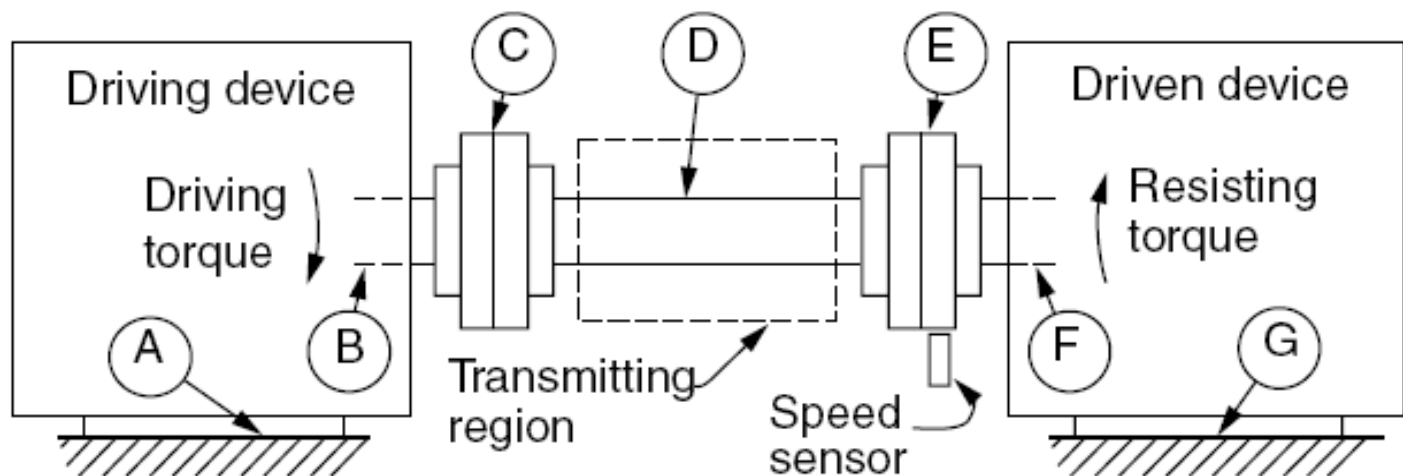 C
D
E
Driving device
Driven device
Driving
torque
Resisting
torque
A
B
F
G
Transmitting
region
Speed
sensor